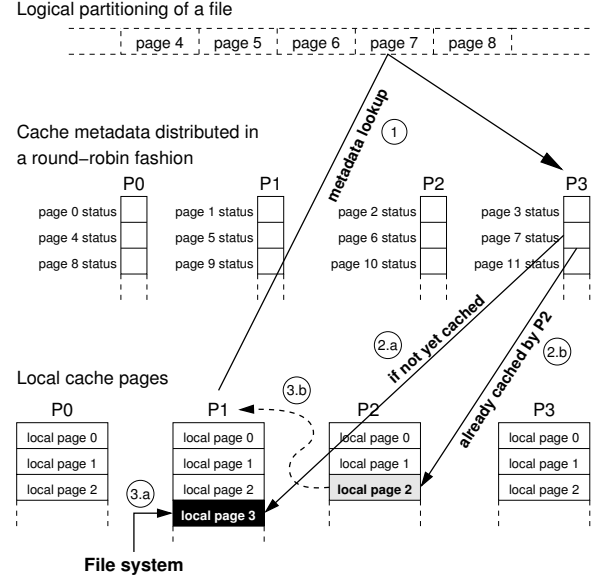 Logical partitioning of a file
page 4 page 5 page 6 page 7 page 8
metadata lookup
1
Cache metadata distributed in
a round−robin fashion
P0 P1 P2 P3
page 0 status page 1 status page 2 status page 3 status
page 4 status page 5 status page 6 status page 7 status
page 8 status page 9 status page 10 status page 11 status
2.a
if not yet cached
already cached by P2
2.b
Local cache pages
3.b
P0 P1 P2 P3
local page 0 local page 0 local page 0 local page 0
local page 1 local page 1 local page 1 local page 1
local page 2 local page 2 local page 2 local page 2
3.a
local page 3
File system